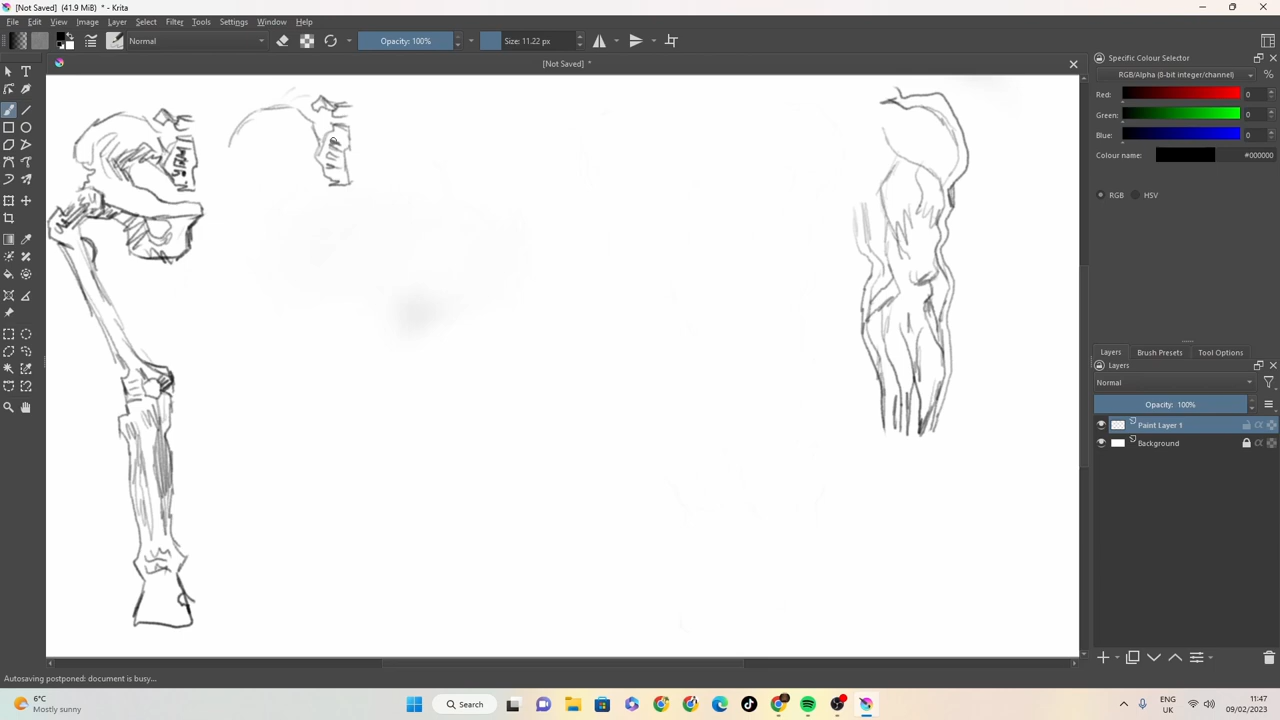 [Not Saved] (41.9 MiB) * - Krita
File Edit View Image Layer Select Filter Tools Settings Window Help
Normal Opacity: 100% Size: 11.22 px
[Not Saved] *
Specific Colour Selector
RGB/Alpha (8-bit integer/channel) %
Red: 0
Green: 0
Blue: 0
Colour name: #000000
RGB HSV
Layers Brush Presets Tool Options
Layers
Normal
Opacity: 100%
Paint Layer 1
Background
Autosaving postponed: document is busy...
6°C
Mostly sunny
Search
ENG
UK
11:47
09/02/2023